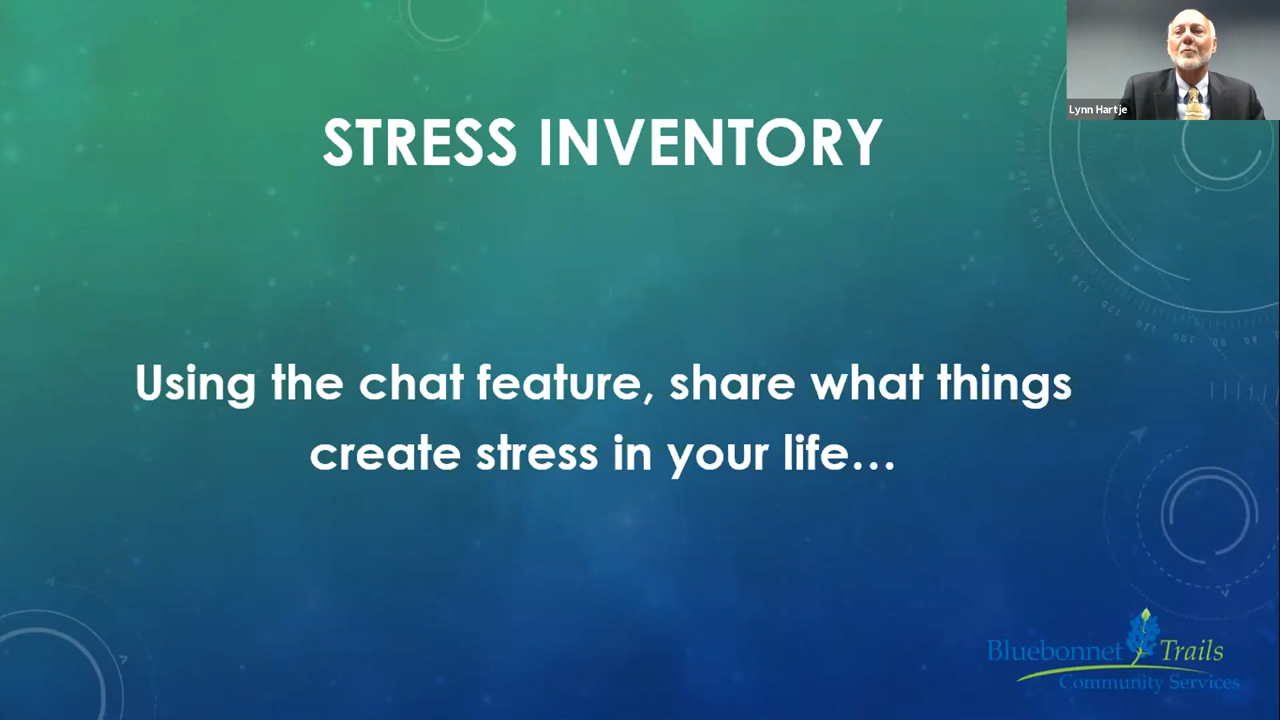 STRESS INVENTORY
Lynn Hartje
Using the chat feature, share what things
create stress in your life…
Bluebonnet Trails
Community Services